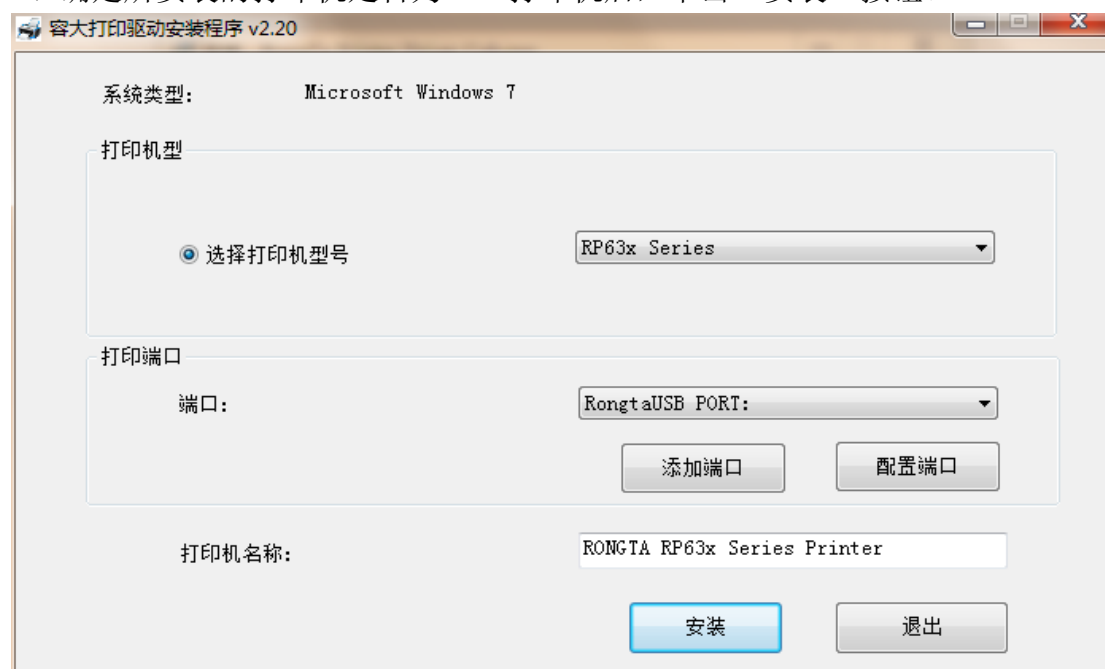 容大打印驱动安装程序 v2.20
系统类型: Microsoft Windows 7
打印机型
选择打印机型号 RP63x Series
打印端口
端口: RongtaUSB PORT:
添加端口 配置端口
打印机名称: RONGTA RP63x Series Printer
安装 退出